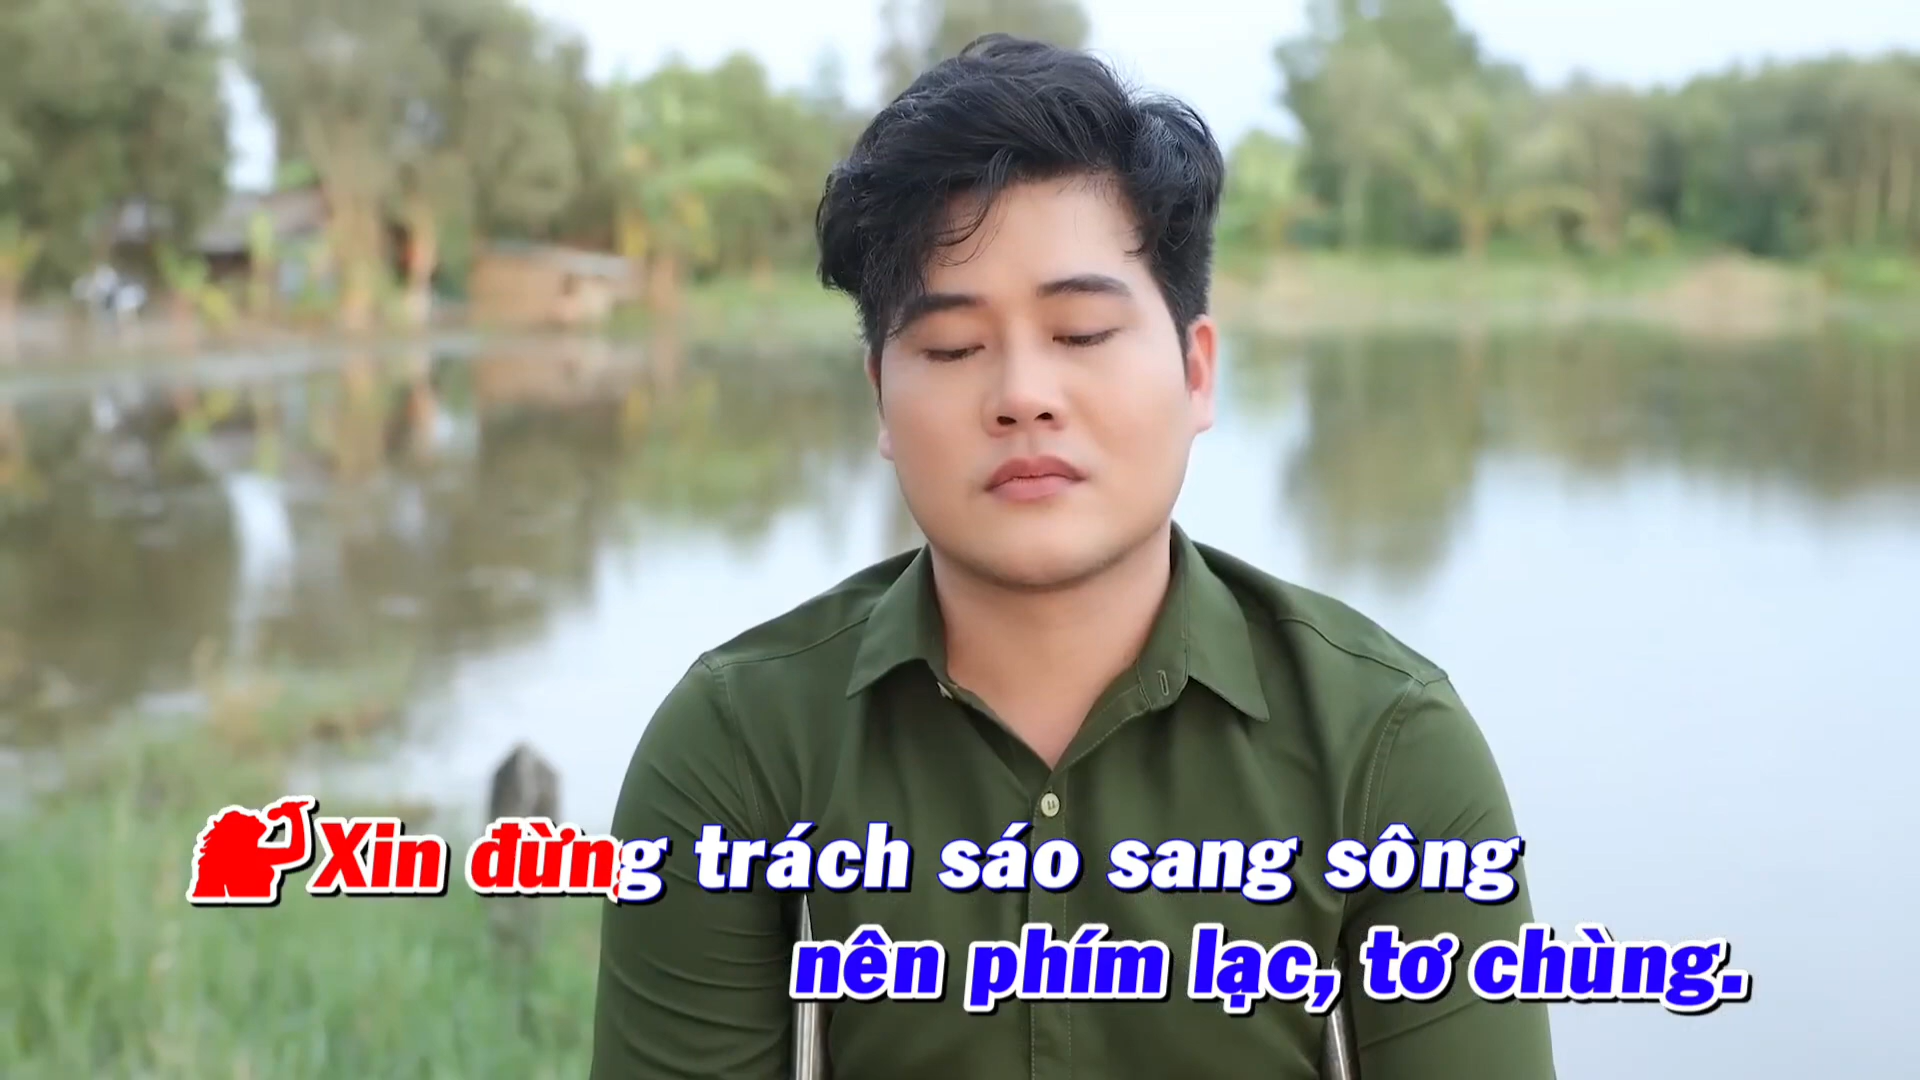 Xin đừng trách sáo sang sông
nên phím lạc, tơ chùng.